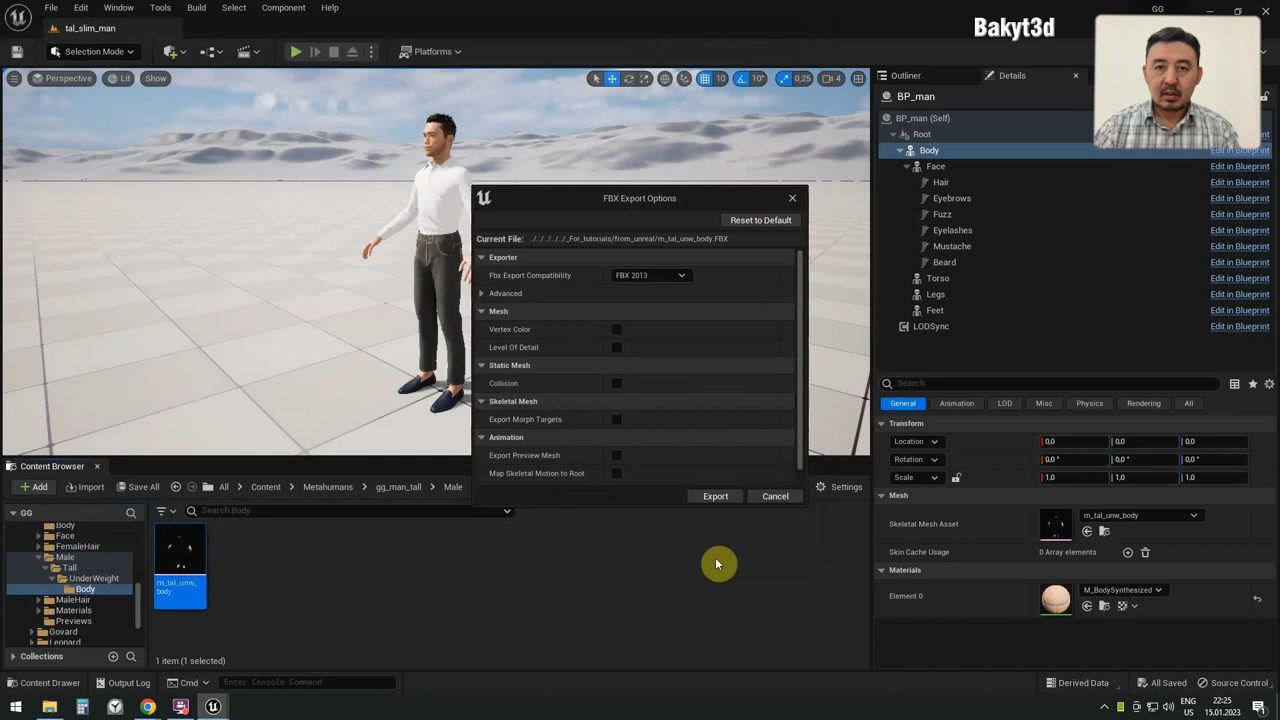 File Edit Window Tools Build Select Component Help
GG
Bakyt3d
tal_slim_man
Selection Mode
Platforms
Perspective Lit Show
10 10° 0,25 4
Outliner Details
BP_man
BP_man (Self)
Root
Body Edit in Blueprint
Face Edit in Blueprint
Hair Edit in Blueprint
Eyebrows Edit in Blueprint
Fuzz Edit in Blueprint
Eyelashes Edit in Blueprint
Mustache Edit in Blueprint
Beard Edit in Blueprint
Torso Edit in Blueprint
Legs Edit in Blueprint
Feet Edit in Blueprint
LODSync Edit in Blueprint
FBX Export Options
Reset to Default
Current File: ../../../../../_For_tutorials/from_unreal/m_tal_unw_body.FBX
Exporter
Fbx Export Compatibility FBX 2013
Advanced
Mesh
Vertex Color
Level Of Detail
Static Mesh
Collision
Skeletal Mesh
Export Morph Targets
Animation
Export Preview Mesh
Map Skeletal Motion to Root
Export Cancel
Search
General Animation LOD Misc Physics Rendering All
Transform
Location 0,0 0,0 0,0
Rotation 0,0 ° 0,0 ° 0,0 °
Scale 1,0 1,0 1,0
Mesh
Skeletal Mesh Asset m_tal_unw_body
Skin Cache Usage 0 Array elements
Materials
Element 0 M_BodySynthesized
Content Browser
Add Import Save All All Content Metahumans gg_man_tall Male Settings
GG
Body
Face
FemaleHair
Male
Tall
UnderWeight
Body
MaleHair
Materials
Previews
Govard
Leonard
Collections
Search Body
m_tal_unw_
body
1 item (1 selected)
Content Drawer Output Log Cmd Enter Console Command Derived Data All Saved Source Control
ENG
US
22:25
15.01.2023